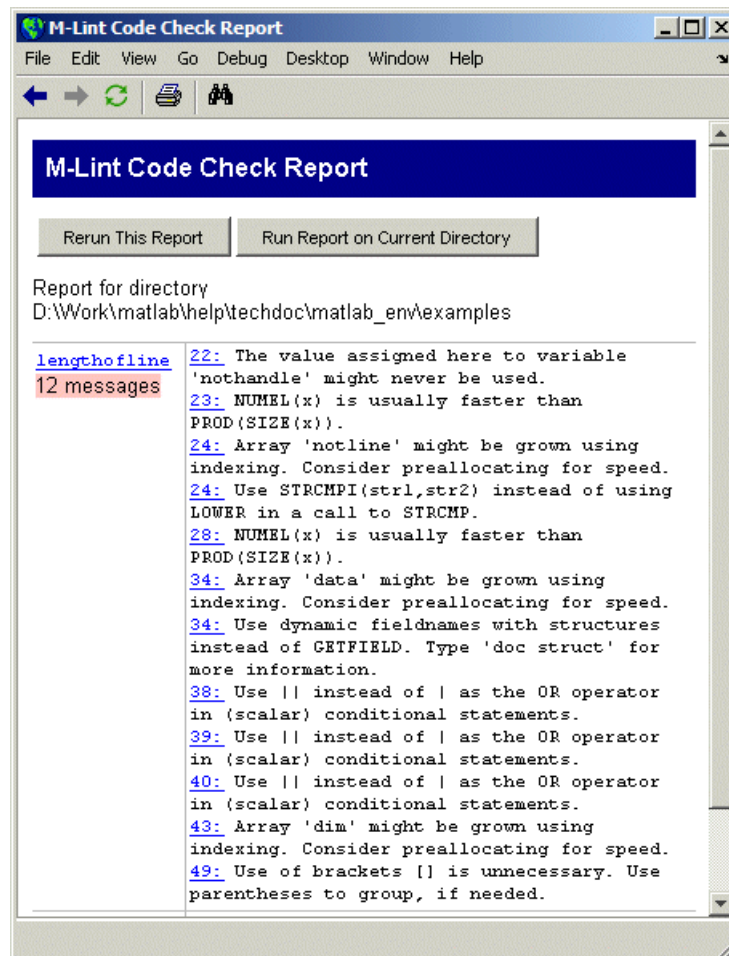 M-Lint Code Check Report
File Edit View Go Debug Desktop Window Help
M-Lint Code Check Report
Rerun This Report Run Report on Current Directory
Report for directory
D:\Work\matlab\help\techdoc\matlab_env\examples
lengthofline
12 messages
22: The value assigned here to variable
'nothandle' might never be used.
23: NUMEL(x) is usually faster than
PROD(SIZE(x)).
24: Array 'notline' might be grown using
indexing. Consider preallocating for speed.
24: Use STRCMPI(str1,str2) instead of using
LOWER in a call to STRCMP.
28: NUMEL(x) is usually faster than
PROD(SIZE(x)).
34: Array 'data' might be grown using
indexing. Consider preallocating for speed.
34: Use dynamic fieldnames with structures
instead of GETFIELD. Type 'doc struct' for
more information.
38: Use || instead of | as the OR operator
in (scalar) conditional statements.
39: Use || instead of | as the OR operator
in (scalar) conditional statements.
40: Use || instead of | as the OR operator
in (scalar) conditional statements.
43: Array 'dim' might be grown using
indexing. Consider preallocating for speed.
49: Use of brackets [] is unnecessary. Use
parentheses to group, if needed.